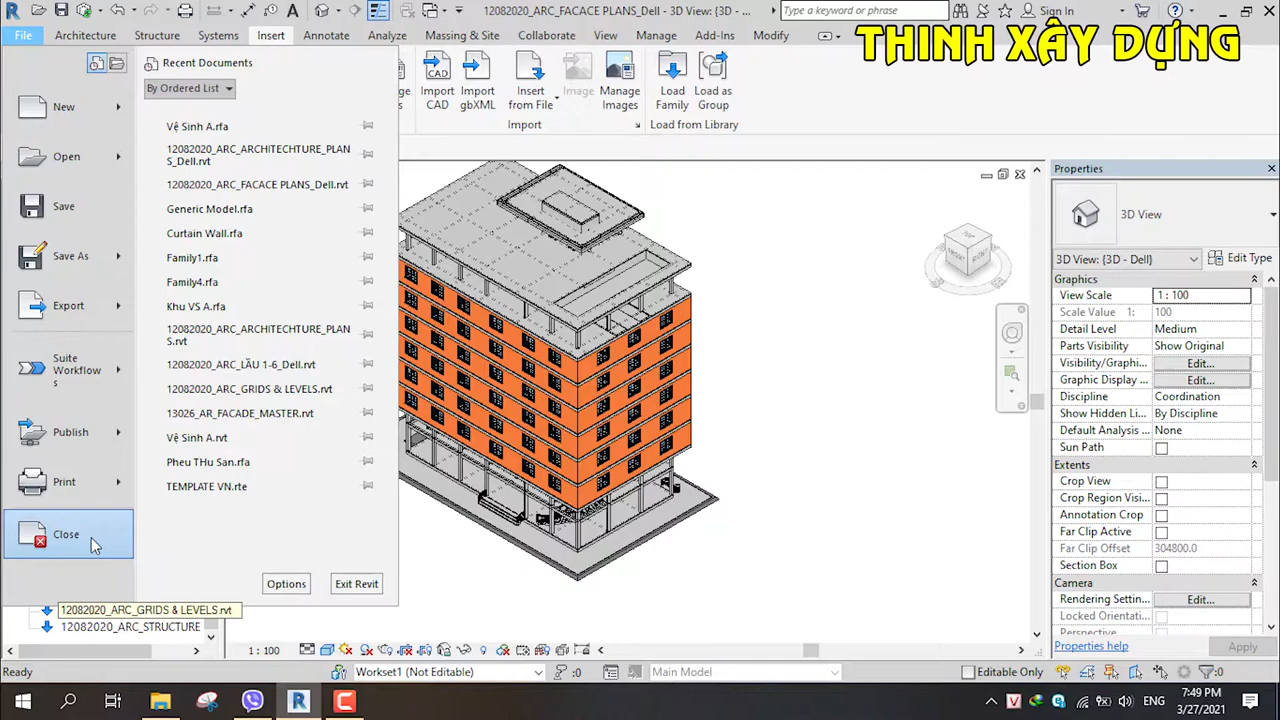 12082020_ARC_FACACE PLANS_Dell - 3D View: {3D - ...
Type a keyword or phrase
Sign In
THINH XÂY DỰNG
File
Architecture
Structure
Systems
Insert
Annotate
Analyze
Massing & Site
Collaborate
View
Manage
Add-Ins
Modify
Recent Documents
By Ordered List
New
Open
Save
Save As
Export
Suite
Workflow
s
Publish
Print
Close
Vệ Sinh A.rfa
12082020_ARC_ARCHITECHTURE_PLAN
S_Dell.rvt
12082020_ARC_FACACE PLANS_Dell.rvt
Generic Model.rfa
Curtain Wall.rfa
Family1.rfa
Family4.rfa
Khu VS A.rfa
12082020_ARC_ARCHITECHTURE_PLAN
S.rvt
12082020_ARC_LẦU 1-6_Dell.rvt
12082020_ARC_GRIDS & LEVELS.rvt
13026_AR_FACADE_MASTER.rvt
Vệ Sinh A.rvt
Pheu THu San.rfa
TEMPLATE VN.rte
Options
Exit Revit
Import
CAD
Import
gbXML
Insert
from File
Image
Manage
Images
Load
Family
Load as
Group
Import
Load from Library
TOP
FRONT
RIGHT
Properties
3D View
3D View: {3D - Dell}
Edit Type
Graphics
View Scale
1 : 100
Scale Value 1:
100
Detail Level
Medium
Parts Visibility
Show Original
Visibility/Graphi...
Edit...
Graphic Display ...
Edit...
Discipline
Coordination
Show Hidden Li...
By Discipline
Default Analysis ...
None
Sun Path
Extents
Crop View
Crop Region Visi...
Annotation Crop
Far Clip Active
Far Clip Offset
304800.0
Section Box
Camera
Rendering Settin...
Edit...
Locked Orientati...
Perspective
Properties help
Apply
12082020_ARC_GRIDS & LEVELS.rvt
12082020_ARC_STRUCTURE
1 : 100
Ready
Workset1 (Not Editable)
:0
Main Model
Editable Only
:0
ENG
7:49 PM
3/27/2021